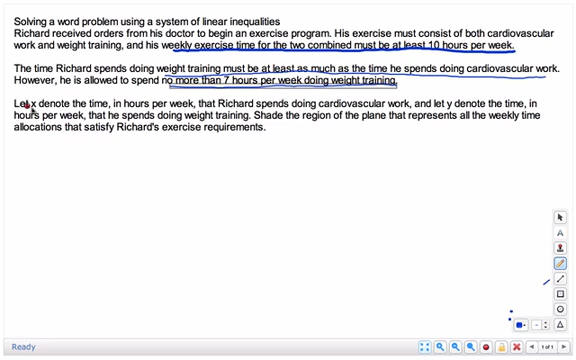 Solving a word problem using a system of linear inequalities
Richard received orders from his doctor to begin an exercise program. His exercise must consist of both cardiovascular
work and weight training, and his weekly exercise time for the two combined must be at least 10 hours per week.
The time Richard spends doing weight training must be at least as much as the time he spends doing cardiovascular work.
However, he is allowed to spend no more than 7 hours per week doing weight training.
Let x denote the time, in hours per week, that Richard spends doing cardiovascular work, and let y denote the time, in
hours per week, that he spends doing weight training. Shade the region of the plane that represents all the weekly time
allocations that satisfy Richard's exercise requirements.
A
Ready
1 of 1